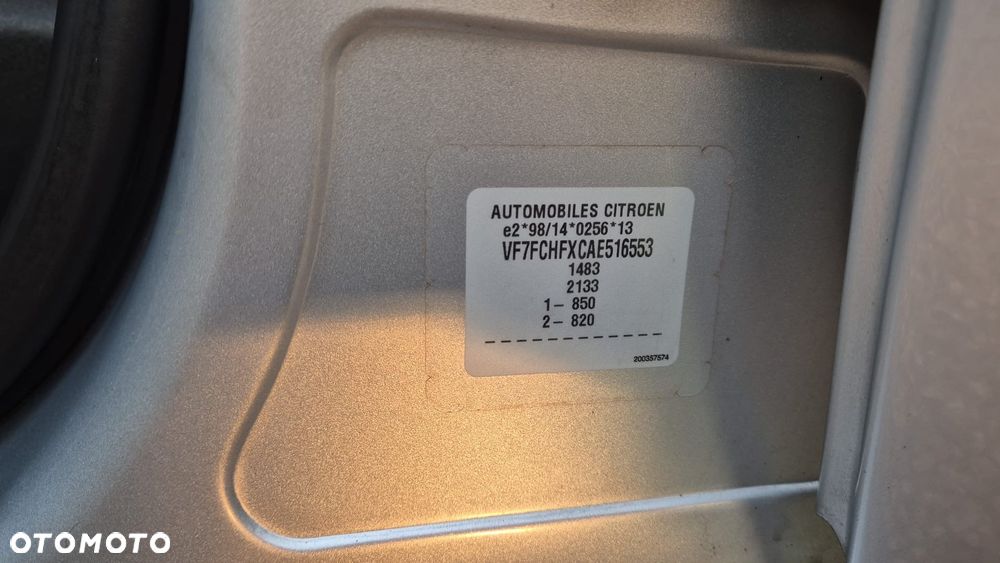 AUTOMOBILES CITROEN
e2*98/14*0256*13
VF7FCHFXCAE516553
1483
2133
1- 850
2- 820
200357574
OTOMOTO